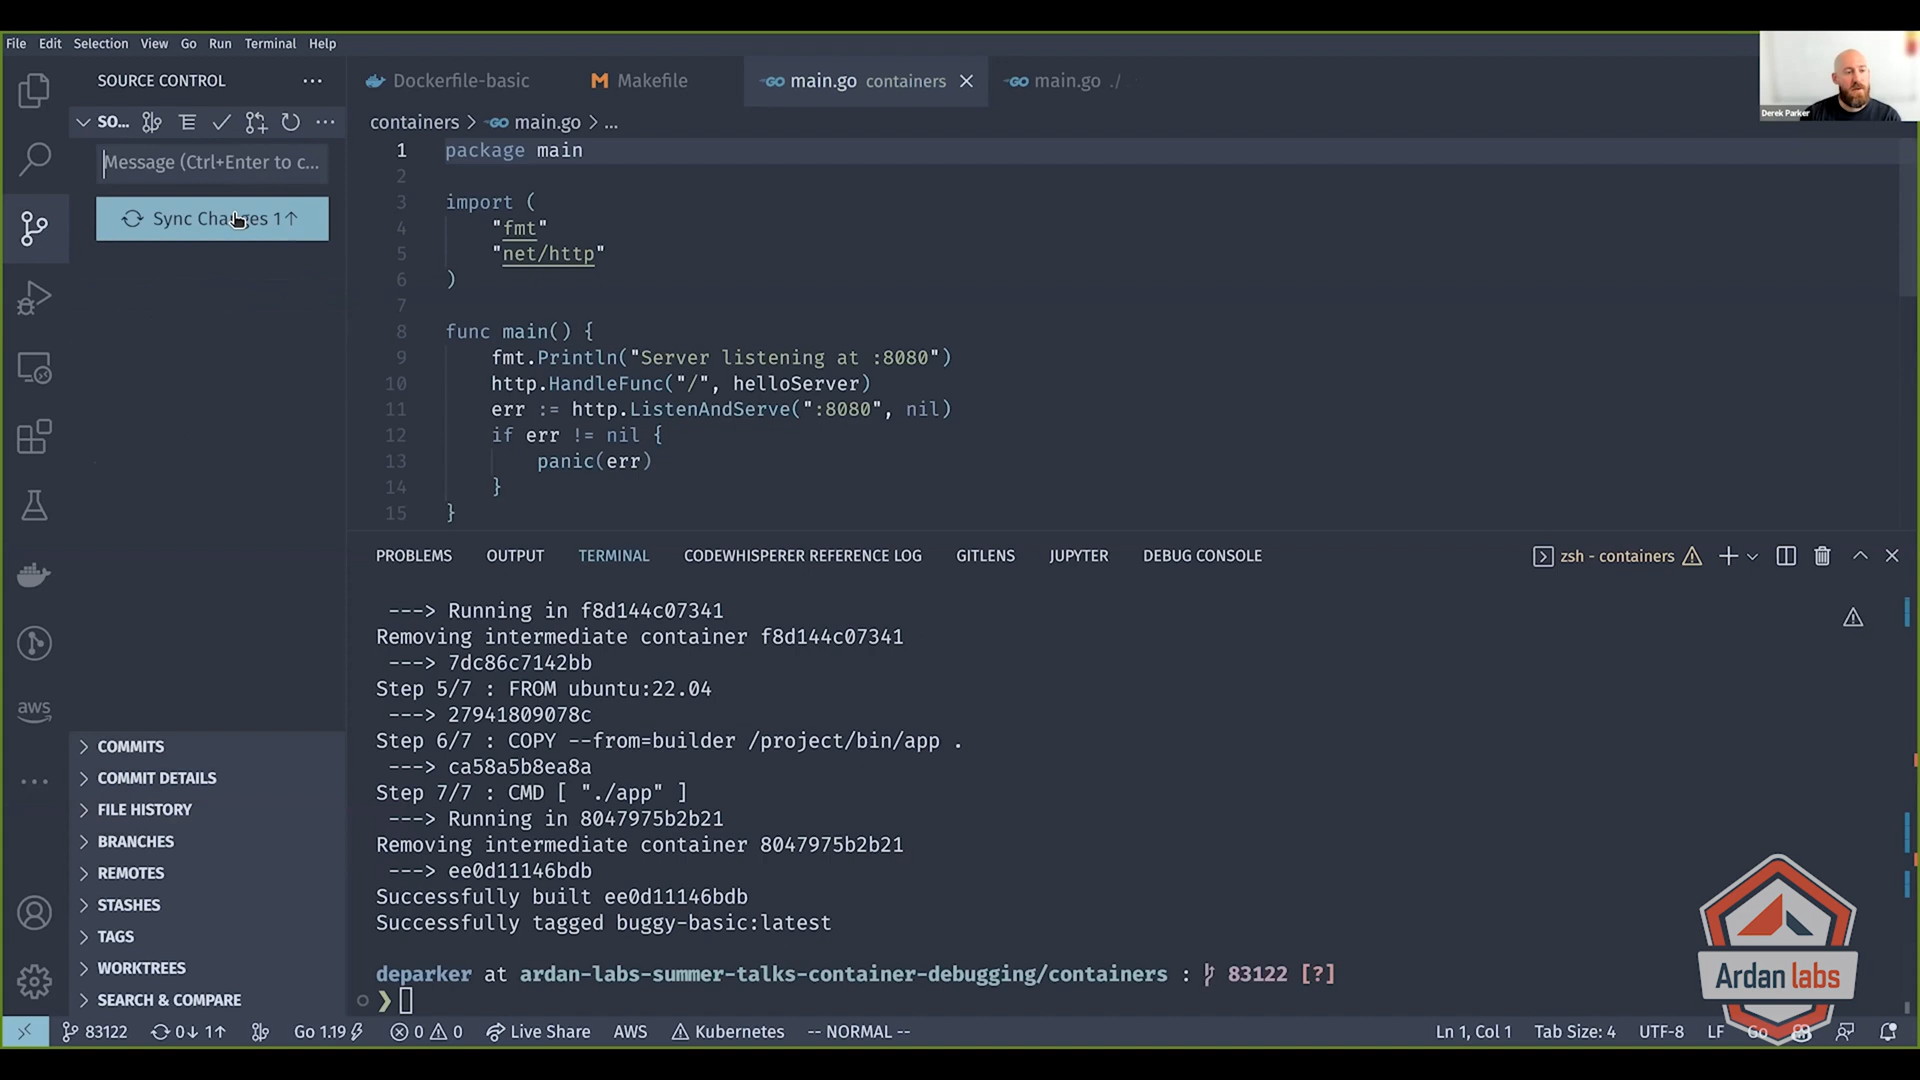 File Edit Selection View Go Run Terminal Help
SOURCE CONTROL
Dockerfile-basic
Makefile
main.go containers
main.go ./
Derek Parker
SO...
containers > main.go > ...
Message (Ctrl+Enter to c...
Sync Changes 1↑
1 package main
2
3 import (
4 "fmt"
5 "net/http"
6 )
7
8 func main() {
9 fmt.Println("Server listening at :8080")
10 http.HandleFunc("/", helloServer)
11 err := http.ListenAndServe(":8080", nil)
12 if err != nil {
13 panic(err)
14 }
15 }
PROBLEMS OUTPUT TERMINAL CODEWHISPERER REFERENCE LOG GITLENS JUPYTER DEBUG CONSOLE
zsh - containers
---> Running in f8d144c07341
Removing intermediate container f8d144c07341
---> 7dc86c7142bb
Step 5/7 : FROM ubuntu:22.04
---> 27941809078c
Step 6/7 : COPY --from=builder /project/bin/app .
---> ca58a5b8ea8a
Step 7/7 : CMD [ "./app" ]
---> Running in 8047975b2b21
Removing intermediate container 8047975b2b21
---> ee0d11146bdb
Successfully built ee0d11146bdb
Successfully tagged buggy-basic:latest
deparker at ardan-labs-summer-talks-container-debugging/containers : 83122 [?]
❯
aws
COMMITS
COMMIT DETAILS
FILE HISTORY
BRANCHES
REMOTES
STASHES
TAGS
WORKTREES
SEARCH & COMPARE
Ardan labs
83122 0↓ 1↑ Go 1.19 0 0 Live Share AWS Kubernetes -- NORMAL --
Ln 1, Col 1 Tab Size: 4 UTF-8 LF Go